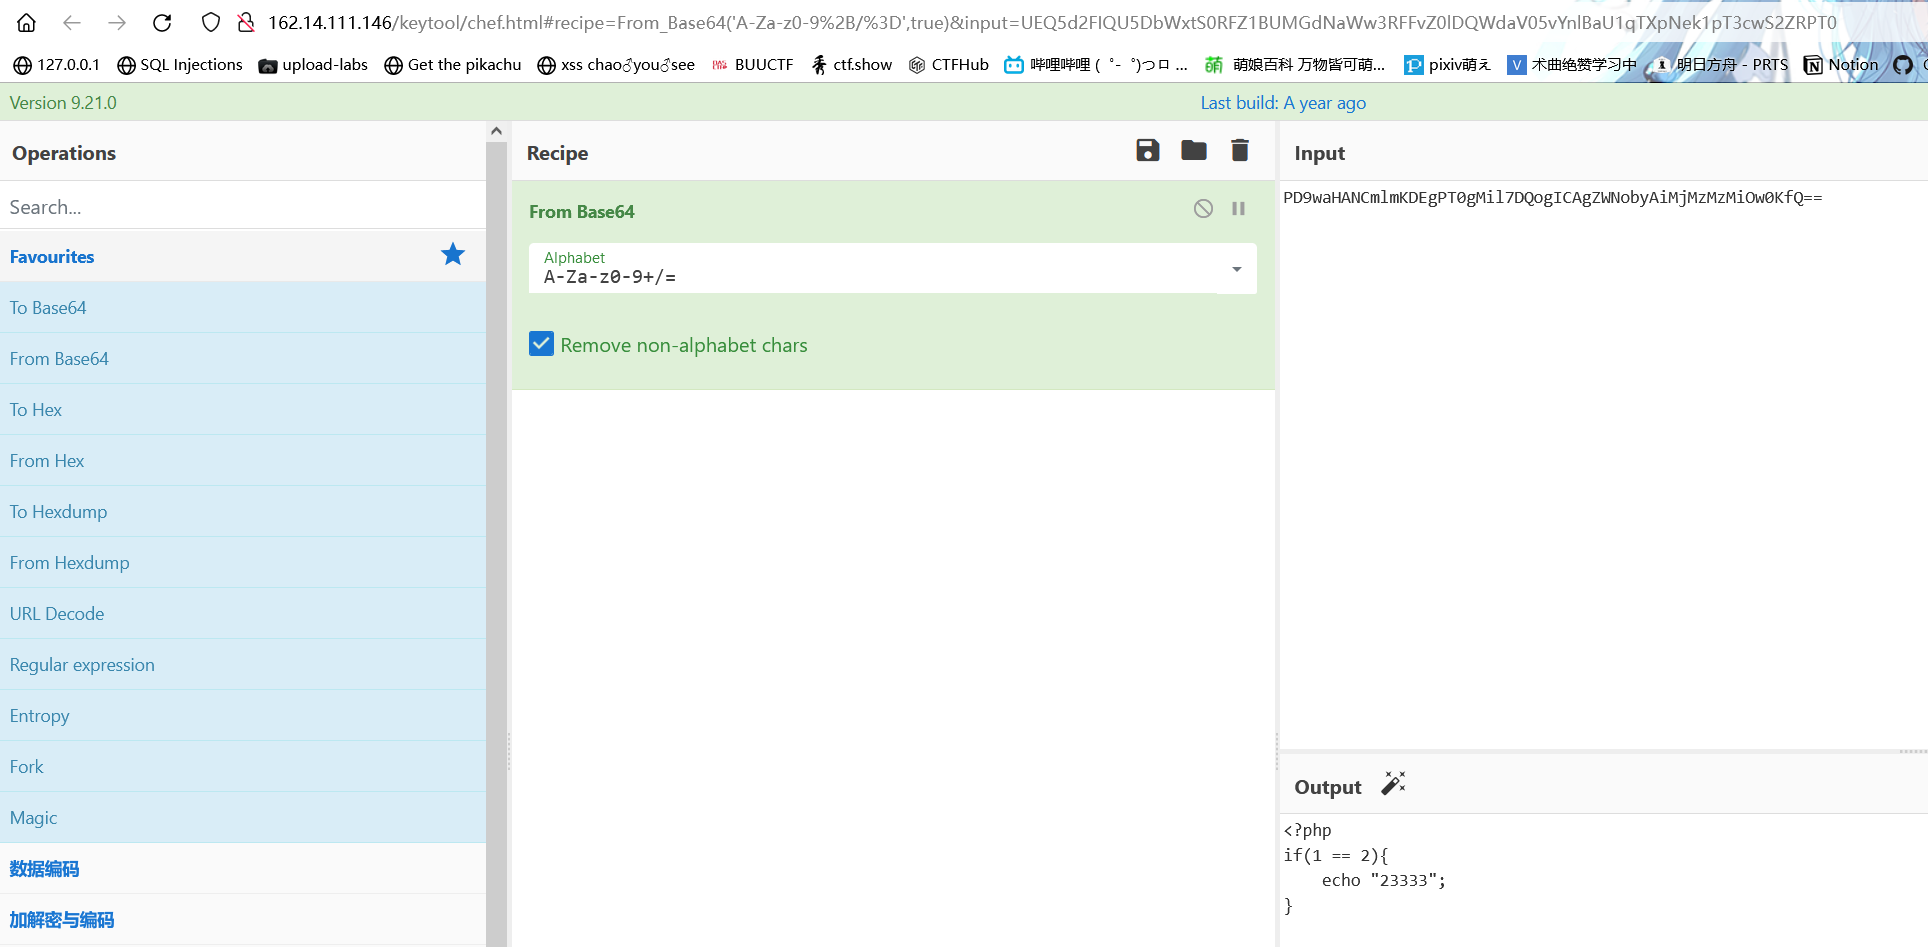 162.14.111.146/keytool/chef.html#recipe=From_Base64('A-Za-z0-9%2B/%3D',true)&input=UEQ5d2FIQU5DbWxtS0RFZ1BUMGdNaWw3RFFvZ0lDQWdaV05vYnlBaU1qTXpNek1pT3cwS2ZRPT0
127.0.0.1 SQL Injections upload-labs Get the pikachu xss chao♂you♂see BUUCTF ctf.show CTFHub 哔哩哔哩 (゜-゜)つロ ... 萌娘百科 万物皆可萌... pixiv萌え 术曲绝赞学习中 明日方舟 - PRTS Notion
Version 9.21.0 Last build: A year ago
Operations
Search...
Favourites
To Base64
From Base64
To Hex
From Hex
To Hexdump
From Hexdump
URL Decode
Regular expression
Entropy
Fork
Magic
数据编码
加解密与编码
Recipe
From Base64
Alphabet
A-Za-z0-9+/=
Remove non-alphabet chars
Input
PD9waHANCmlmKDEgPT0gMil7DQogICAgZWNobyAiMjMzMzMiOw0KfQ==
Output
<?php
if(1 == 2){
    echo "23333";
}